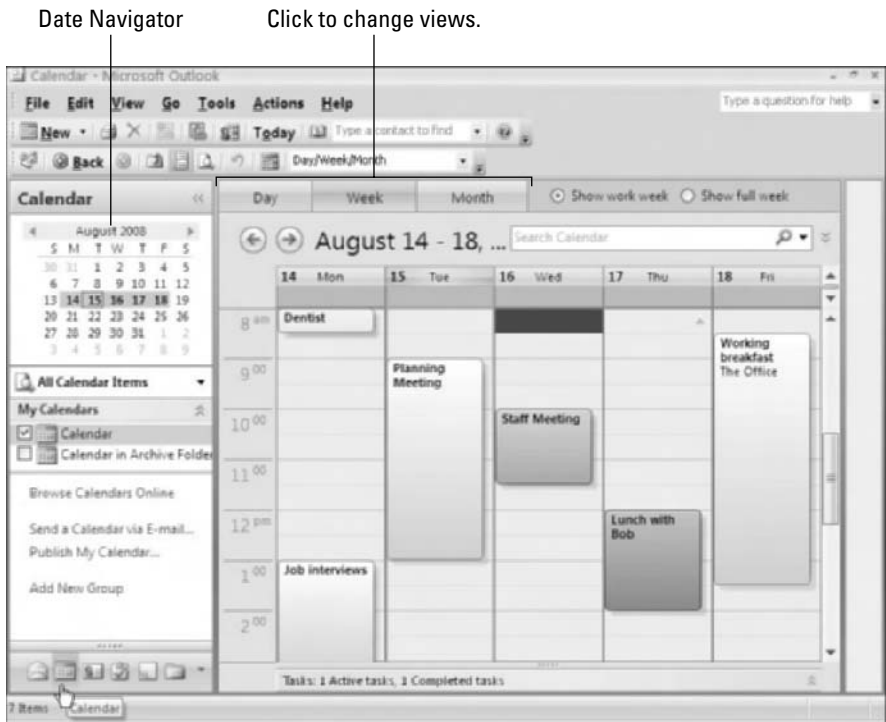 Date Navigator
Click to change views.
Calendar - Microsoft Outlook
File Edit View Go Tools Actions Help
Type a question for help
New
Today
Type a contact to find
Back
Day/Week/Month
Calendar
Day
Week
Month
Show work week
Show full week
August 2008
S M T W T F S
30 31 1 2 3 4 5
6 7 8 9 10 11 12
13 14 15 16 17 18 19
20 21 22 23 24 25 26
27 28 29 30 31 1 2
3 4 5 6 7 8 9
August 14 - 18, ...
Search Calendar
14 Mon
15 Tue
16 Wed
17 Thu
18 Fri
8 am
9 00
10 00
11 00
12 pm
1 00
2 00
Dentist
Planning
Meeting
Staff Meeting
Working
breakfast
The Office
Lunch with
Bob
Job interviews
All Calendar Items
My Calendars
Calendar
Calendar in Archive Folder
Browse Calendars Online
Send a Calendar via E-mail...
Publish My Calendar...
Add New Group
Tasks: 1 Active tasks, 1 Completed tasks
7 Items
Calendar